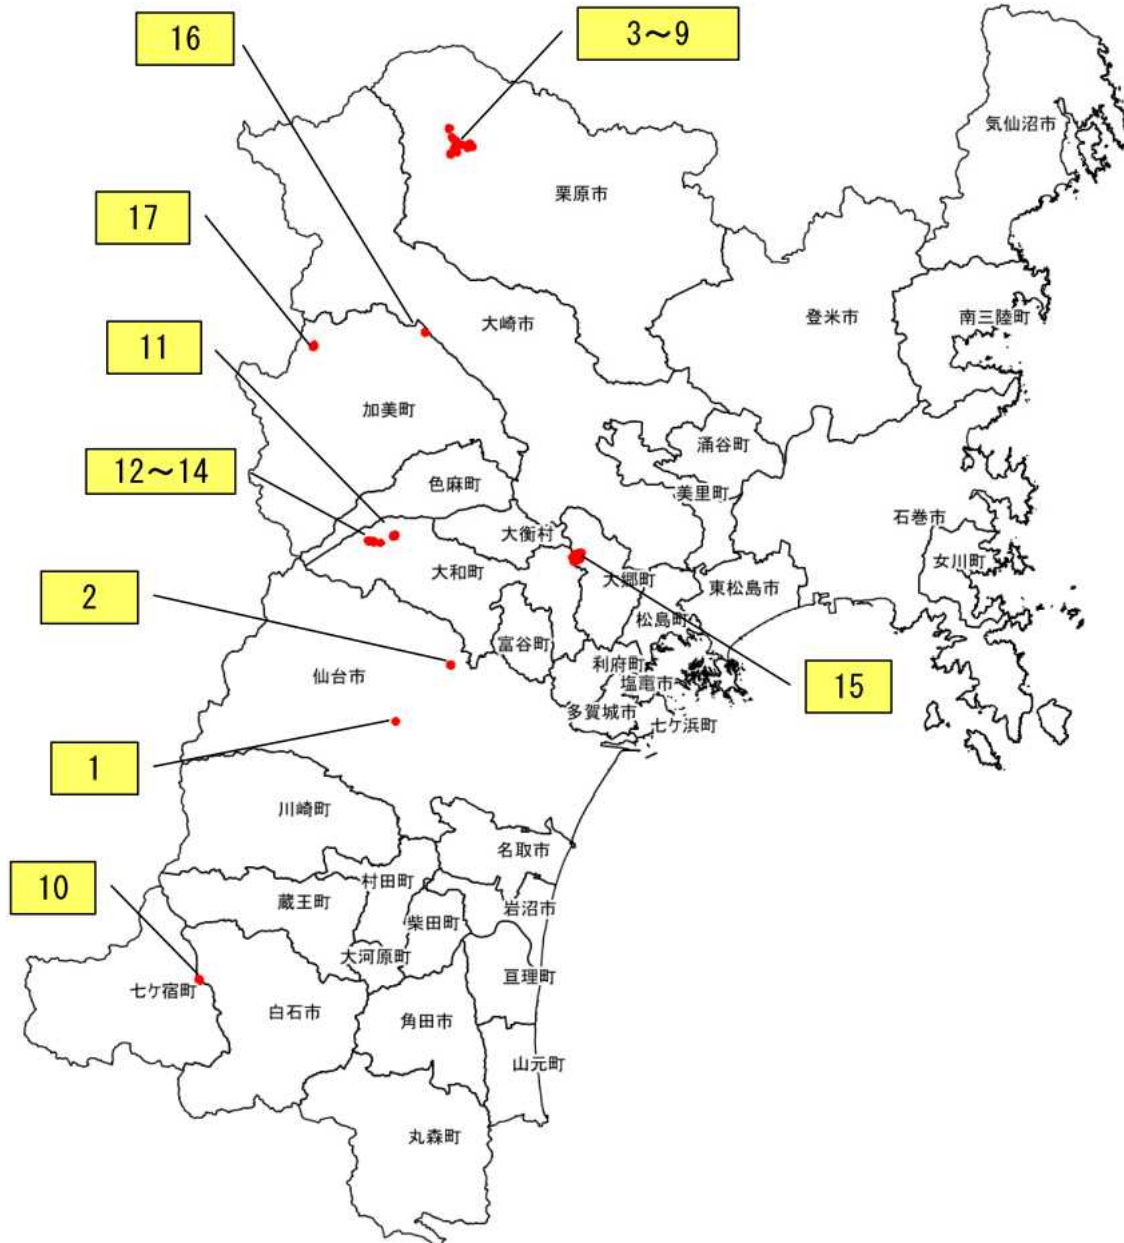 16
3～9
気仙沼市
栗原市
17
登米市
南三陸町
大崎市
11
加美町
涌谷町
12～14
色麻町
美里町
石巻市
大衡村
女川町
大和町
大郷町
東松島市
2
松島町
富谷町
利府町
仙台市
塩竈市
15
多賀城市
七ケ浜町
1
川崎町
名取市
村田町
10
蔵王町
岩沼市
柴田町
大河原町
亘理町
七ケ宿町
白石市
角田市
山元町
丸森町